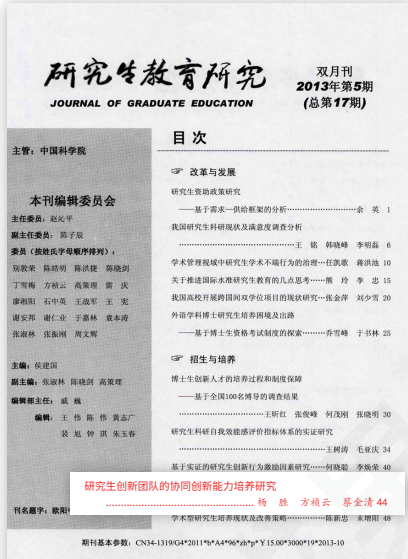 研究生教育研究
JOURNAL OF GRADUATE EDUCATION
双月刊
2013年第5期
(总第17期)
主管：中国科学院
本刊编辑委员会
主任委员：赵沁平
副主任委员：陈子辰
委员（按姓氏字母顺序排列）：
别敦荣 陈皓明 陈洪捷 陈晓剑
丁雪梅 方祯云 高策理 雷庆
廖湘阳 石中英 王战军 王宪
谢安邦 谢仁业 于嘉林 袁本涛
张淑林 张振刚 周文辉
主编：侯建国
副主编：张淑林 陈晓剑 高策理
编辑部主任：戚巍
编辑：王伟 陈伟 黄志广
裴旭 钟琪 朱玉春
刊名题字：欧阳
目次
☞ 改革与发展
研究生资助政策研究
——基于需求—供给框架的分析……………………余英 1
我国研究生科研现状及满意度调查分析
……………………王铭 韩晓峰 李明磊 6
学术管理视域中研究生学术不端行为的治理…任凯歌 蒋洪池 10
关于推进国际水准研究生教育的几点思考……熊玲 李忠 15
我国高校开展跨国间双学位项目的现状研究…张金萍 刘少雪 20
外语学科博士研究生培养困境及出路
——基于博士生资格考试制度的探索………乔雪峰 于书林 25
☞ 招生与培养
博士生创新人才的培养过程和制度保障
——基于全国100名博导的调查结果
……………………王昕红 张俊峰 何茂刚 张晓明 30
研究生科研自我效能感评价指标体系的实证研究
……………………王树涛 毛亚庆 34
基于实证的研究生创新行为激励因素研究……何晓聪 李焕荣 40
研究生创新团队的协同创新能力培养研究
……………………杨胜 方祯云 蔡金清 44
学术型研究生培养现状及改善策略……陈新忠 未增阳 48
期刊基本参数：CN34-1319/G4*2011*b*A4*96*zh*p*￥15.00*3000*19*2013-10